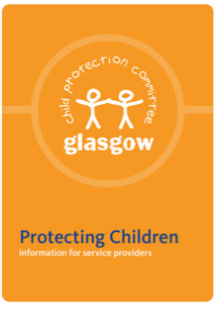 child protection committee
glasgow
Protecting Children
information for service providers